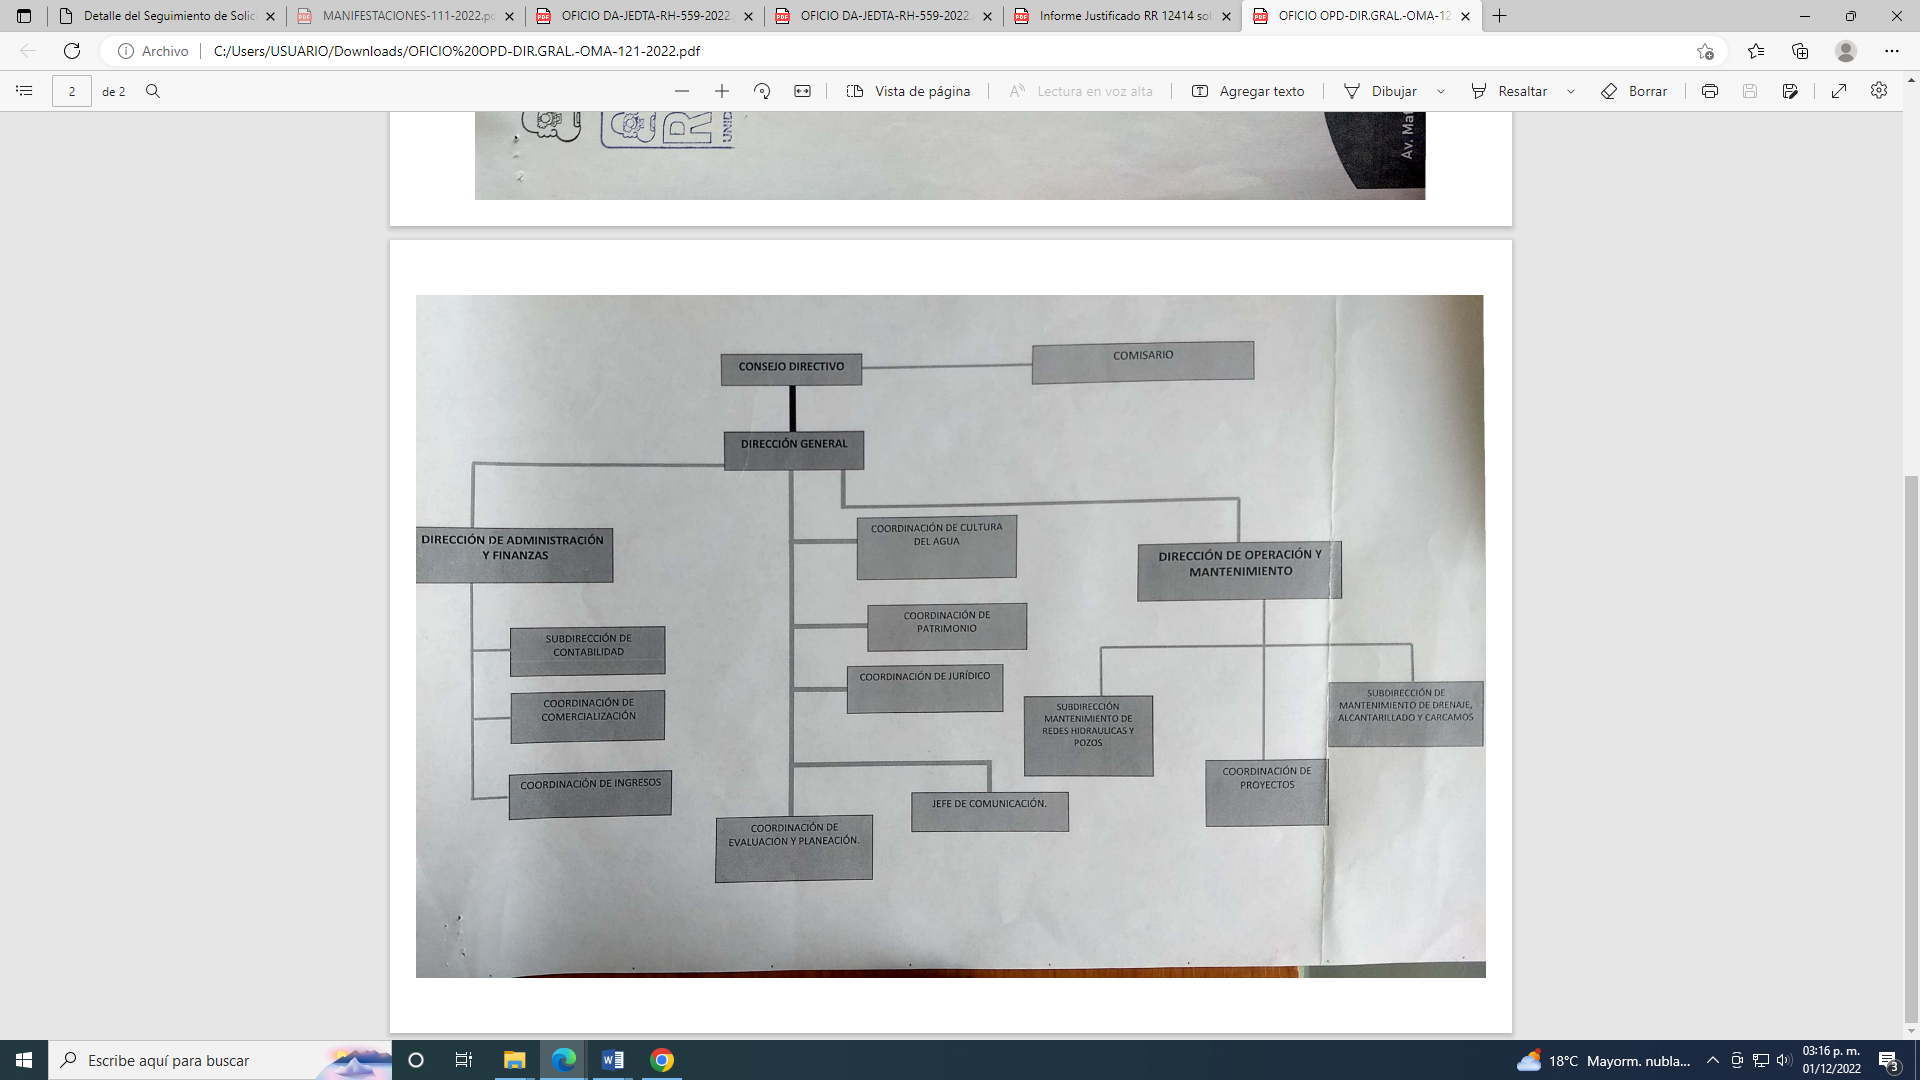 Detalle del Seguimiento de Solic
MANIFESTACIONES-111-2022.p
OFICIO DA-JEDTA-RH-559-2022.
OFICIO DA-JEDTA-RH-559-2022.
Informe Justificado RR 12414 sol
OFICIO OPD-DIR.GRAL.-OMA-12
Archivo
C:/Users/USUARIO/Downloads/OFICIO%20OPD-DIR.GRAL.-OMA-121-2022.pdf
2
de 2
Vista de página
Lectura en voz alta
Agregar texto
Dibujar
Resaltar
Borrar
R
UNID
Av. Mat
CONSEJO DIRECTIVO
COMISARIO
DIRECCIÓN GENERAL
DIRECCIÓN DE ADMINISTRACIÓN
Y FINANZAS
COORDINACIÓN DE CULTURA
DEL AGUA
DIRECCIÓN DE OPERACIÓN Y
MANTENIMIENTO
COORDINACIÓN DE
PATRIMONIO
SUBDIRECCIÓN DE
CONTABILIDAD
COORDINACIÓN DE JURÍDICO
COORDINACIÓN DE
COMERCIALIZACIÓN
SUBDIRECCIÓN
MANTENIMIENTO DE
REDES HIDRAULICAS Y
POZOS
SUBDIRECCIÓN DE
MANTENIMIENTO DE DRENAJE,
ALCANTARILLADO Y CARCAMOS
COORDINACIÓN DE INGRESOS
COORDINACIÓN DE
PROYECTOS
JEFE DE COMUNICACIÓN.
COORDINACIÓN DE
EVALUACION Y PLANEACIÓN.
Escribe aquí para buscar
18°C Mayorm. nubla...
03:16 p. m.
01/12/2022
3